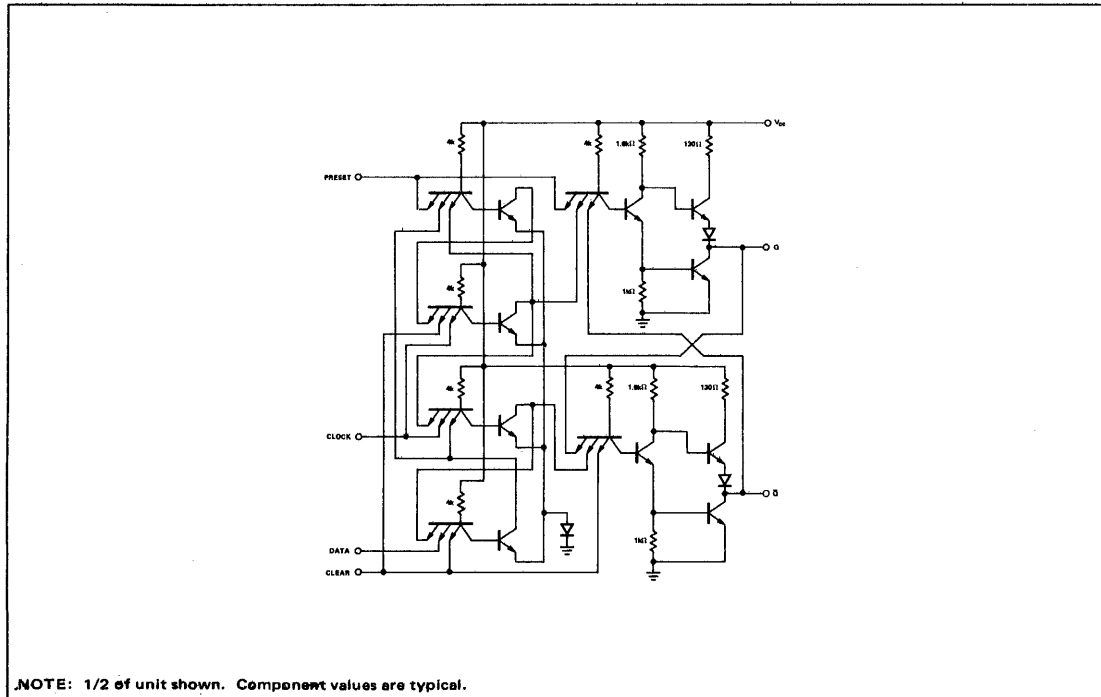 V_CC
4k
4k
1.6kΩ
130Ω
PRESET
Q
4k
1kΩ
4k
4k
1.6kΩ
130Ω
CLOCK
4k
Q̄
1kΩ
DATA
CLEAR
NOTE: 1/2 of unit shown. Component values are typical.